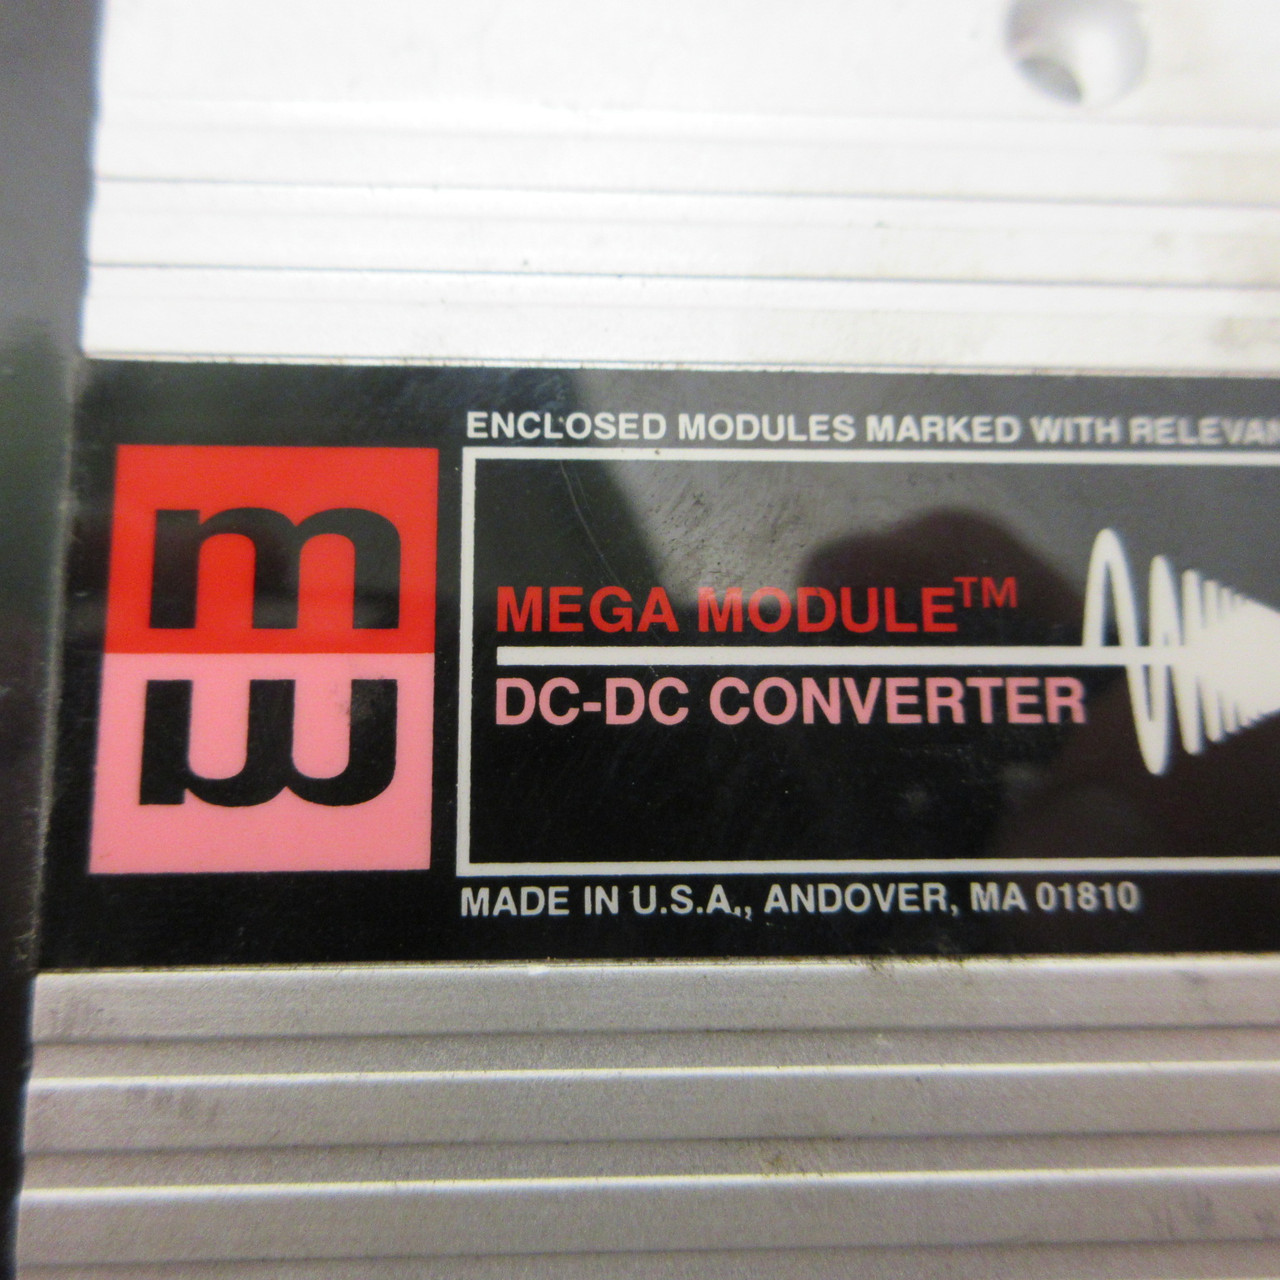 ENCLOSED MODULES MARKED WITH RELEVAN
m
m
MEGA MODULE™
DC-DC CONVERTER
MADE IN U.S.A,, ANDOVER, MA 01810